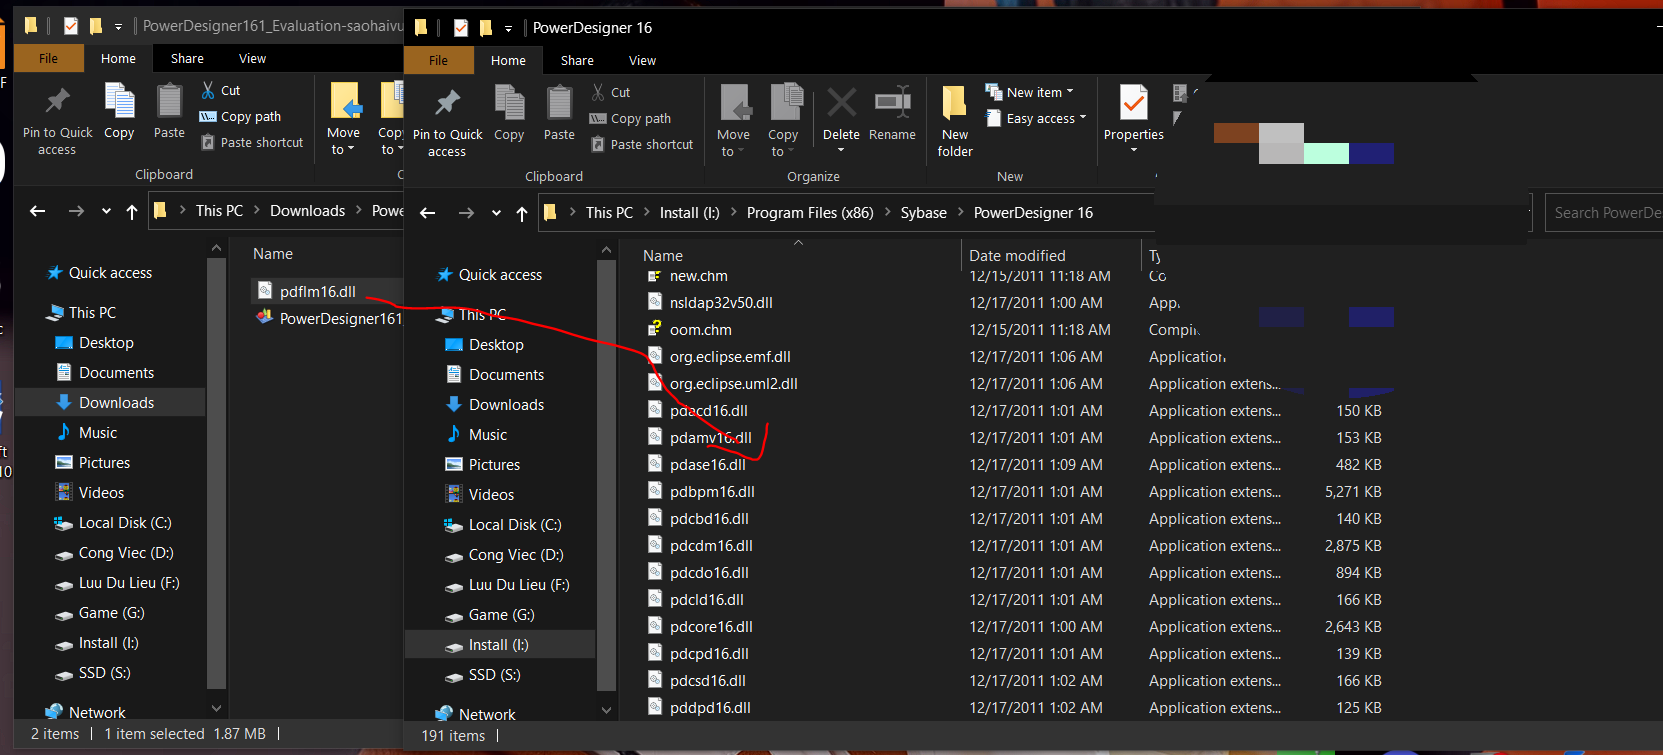 PowerDesigner161_Evaluation-saohaivu
File Home Share View
Pin to Quick access
Copy
Paste
Cut
Copy path
Paste shortcut
Move to
Clipboard
This PC Downloads
Name
Quick access
This PC
Desktop
Documents
Downloads
Music
Pictures
Videos
Local Disk (C:)
Cong Viec (D:)
Luu Du Lieu (F:)
Game (G:)
Install (I:)
SSD (S:)
Network
pdflm16.dll
PowerDesigner161_
2 items 1 item selected 1.87 MB
PowerDesigner 16
File Home Share View
Pin to Quick access
Copy
Paste
Cut
Copy path
Paste shortcut
Clipboard
Move to
Copy to
Delete
Rename
Organize
New folder
New item
Easy access
New
Properties
This PC Install (I:) Program Files (x86) Sybase PowerDesigner 16
Search PowerDe
Quick access
This PC
Desktop
Documents
Downloads
Music
Pictures
Videos
Local Disk (C:)
Cong Viec (D:)
Luu Du Lieu (F:)
Game (G:)
Install (I:)
SSD (S:)
Network
Name Date modified
new.chm 12/15/2011 11:18 AM
nsldap32v50.dll 12/17/2011 1:00 AM
oom.chm 12/15/2011 11:18 AM
org.eclipse.emf.dll 12/17/2011 1:06 AM Application
org.eclipse.uml2.dll 12/17/2011 1:06 AM Application extens...
pdacd16.dll 12/17/2011 1:01 AM Application extens... 150 KB
pdamv16.dll 12/17/2011 1:01 AM Application extens... 153 KB
pdase16.dll 12/17/2011 1:09 AM Application extens... 482 KB
pdbpm16.dll 12/17/2011 1:01 AM Application extens... 5,271 KB
pdcbd16.dll 12/17/2011 1:01 AM Application extens... 140 KB
pdcdm16.dll 12/17/2011 1:01 AM Application extens... 2,875 KB
pdcdo16.dll 12/17/2011 1:01 AM Application extens... 894 KB
pdcld16.dll 12/17/2011 1:01 AM Application extens... 166 KB
pdcore16.dll 12/17/2011 1:00 AM Application extens... 2,643 KB
pdcpd16.dll 12/17/2011 1:01 AM Application extens... 139 KB
pdcsd16.dll 12/17/2011 1:02 AM Application extens... 166 KB
pddpd16.dll 12/17/2011 1:02 AM Application extens... 125 KB
191 items